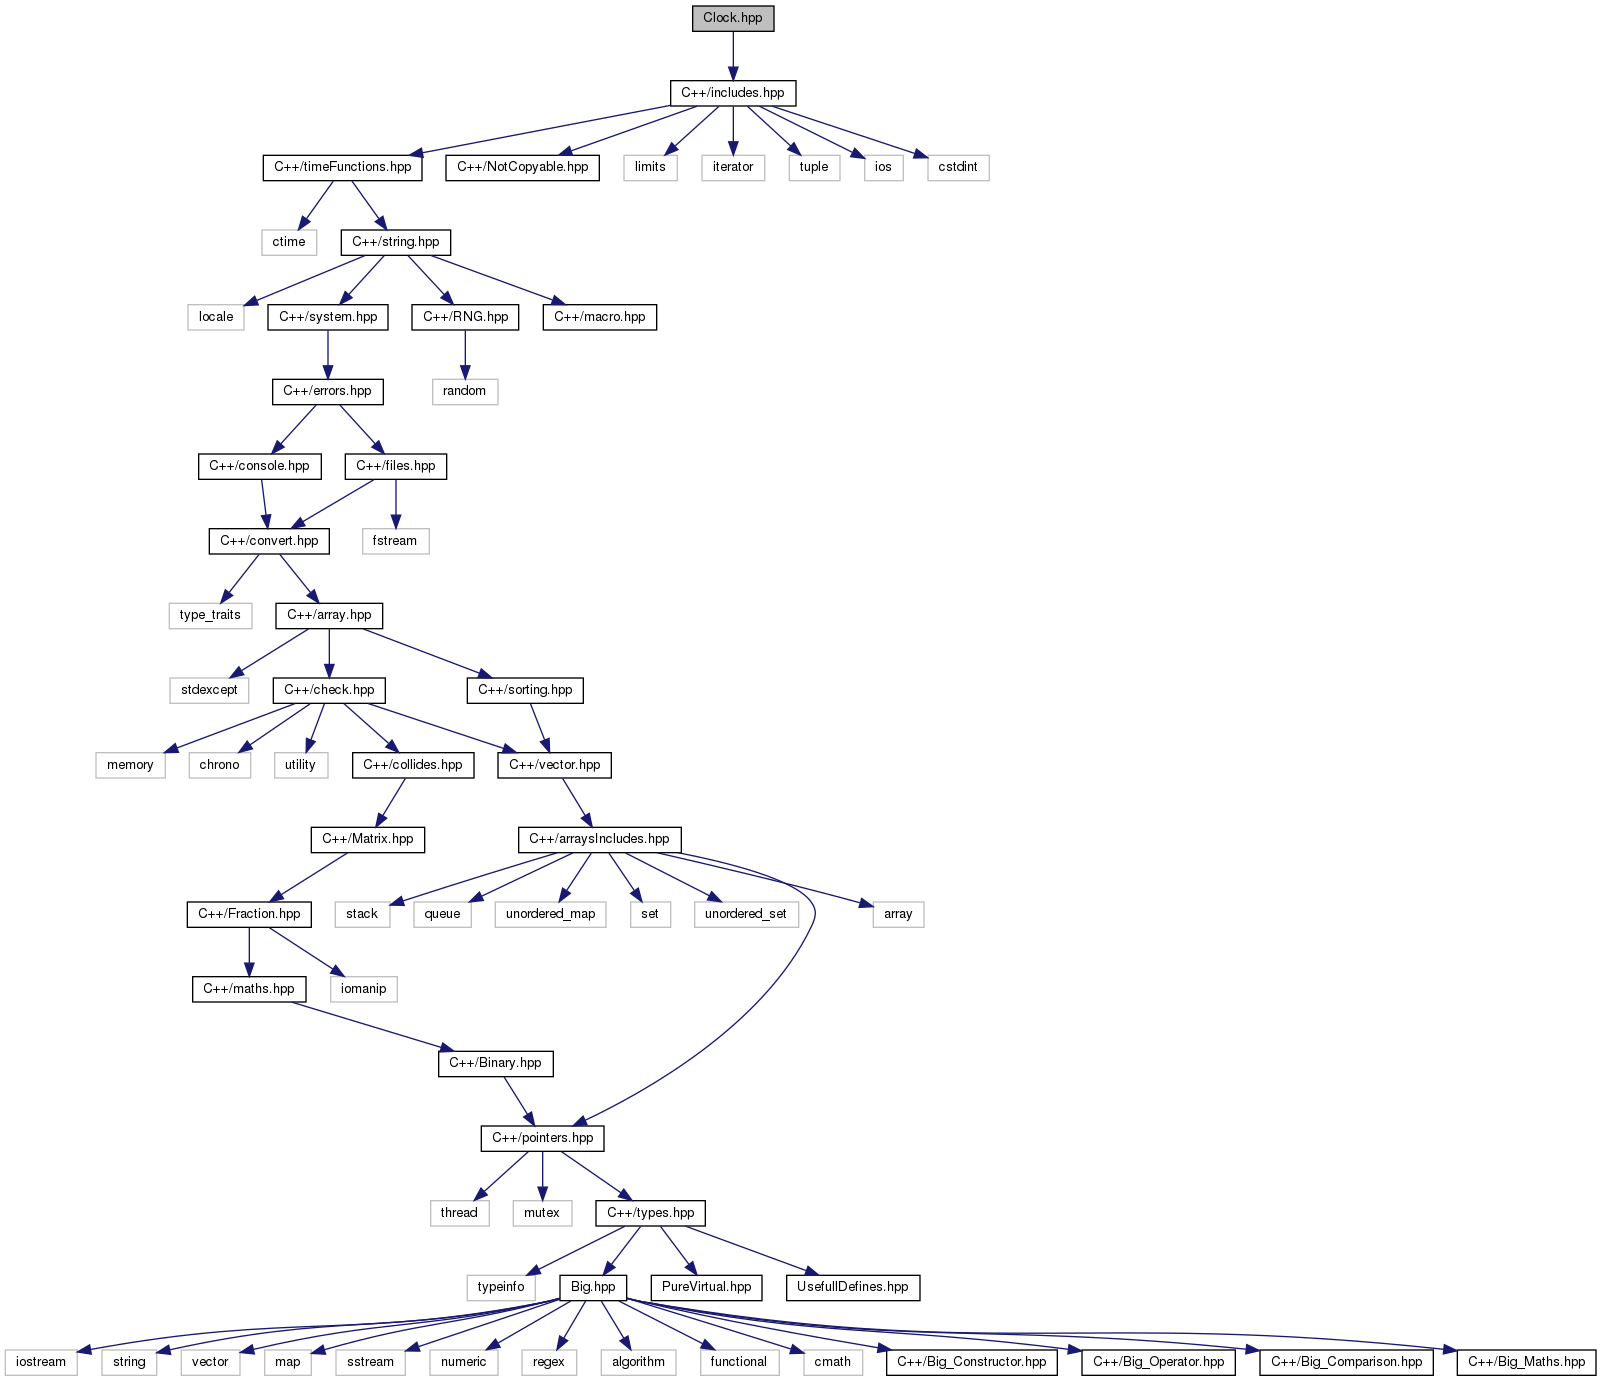 Clock.hpp
C++/includes.hpp
C++/timeFunctions.hpp
C++/NotCopyable.hpp
limits
iterator
tuple
ios
cstdint
ctime
C++/string.hpp
locale
C++/system.hpp
C++/RNG.hpp
C++/macro.hpp
C++/errors.hpp
random
C++/console.hpp
C++/files.hpp
C++/convert.hpp
fstream
type_traits
C++/array.hpp
stdexcept
C++/check.hpp
C++/sorting.hpp
memory
chrono
utility
C++/collides.hpp
C++/vector.hpp
C++/Matrix.hpp
C++/arraysIncludes.hpp
C++/Fraction.hpp
stack
queue
unordered_map
set
unordered_set
array
C++/maths.hpp
iomanip
C++/Binary.hpp
C++/pointers.hpp
thread
mutex
C++/types.hpp
typeinfo
Big.hpp
PureVirtual.hpp
UsefullDefines.hpp
iostream
string
vector
map
sstream
numeric
regex
algorithm
functional
cmath
C++/Big_Constructor.hpp
C++/Big_Operator.hpp
C++/Big_Comparison.hpp
C++/Big_Maths.hpp